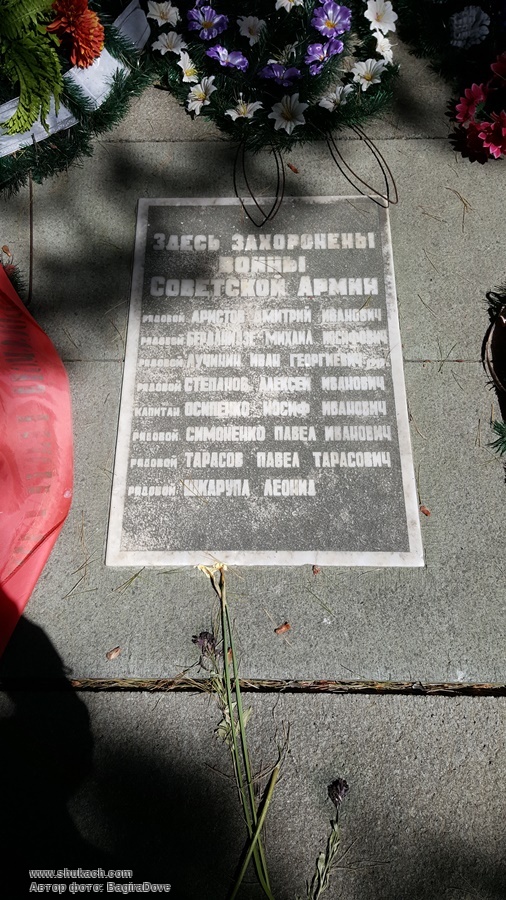 ЗДЕСЬ ЗАХОРОНЕНЫ
ВОИНЫ
СОВЕТСКОЙ АРМИИ
РЯДОВОЙ АРИСТОВ ДМИТРИЙ ИВАНОВИЧ
РЯДОВОЙ МИХАИЛ ИОСИФОВИЧ
РЯДОВОЙ ЛУЧИНИН ИВАН ГЕОРГИЕВИЧ
РЯДОВОЙ СТЕПАНОВ АЛЕКСЕЙ ИВАНОВИЧ
КАПИТАН ОСИПЕНКО ИОСИФ ИВАНОВИЧ
РЯДОВОЙ СИМОНЕНКО ПАВЕЛ ИВАНОВИЧ
РЯДОВОЙ ТАРАСОВ ПАВЕЛ ТАРАСОВИЧ
РЯДОВОЙ ШКАРУПА ЛЕОНИД
www.shukach.com
Автор фото: BagiraDove